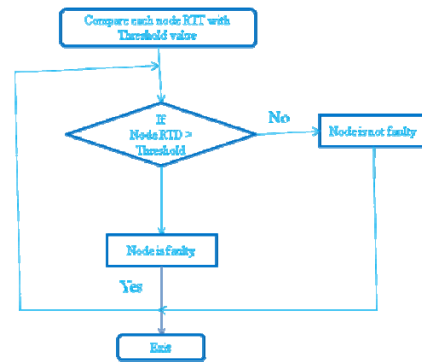 Compare each node RTT with
Threshold value
If
Node RTD >
Threshold
No
Node is not faulty
Node is faulty
Yes
Exit